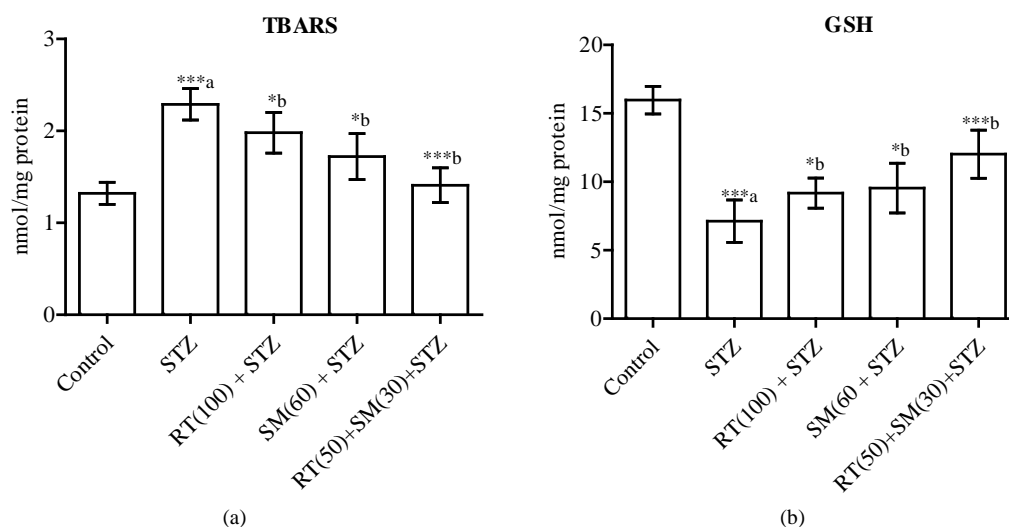 TBARS
3
2
1
0
nmol/mg protein
***a
*b
*b
***b
Control
STZ
RT(100) + STZ
SM(60) + STZ
RT(50)+SM(30)+STZ
(a)
GSH
20
15
10
5
0
nmol/mg protein
***a
*b
*b
***b
Control
STZ
RT(100) + STZ
SM(60 + STZ
RT(50)+SM(30)+STZ
(b)